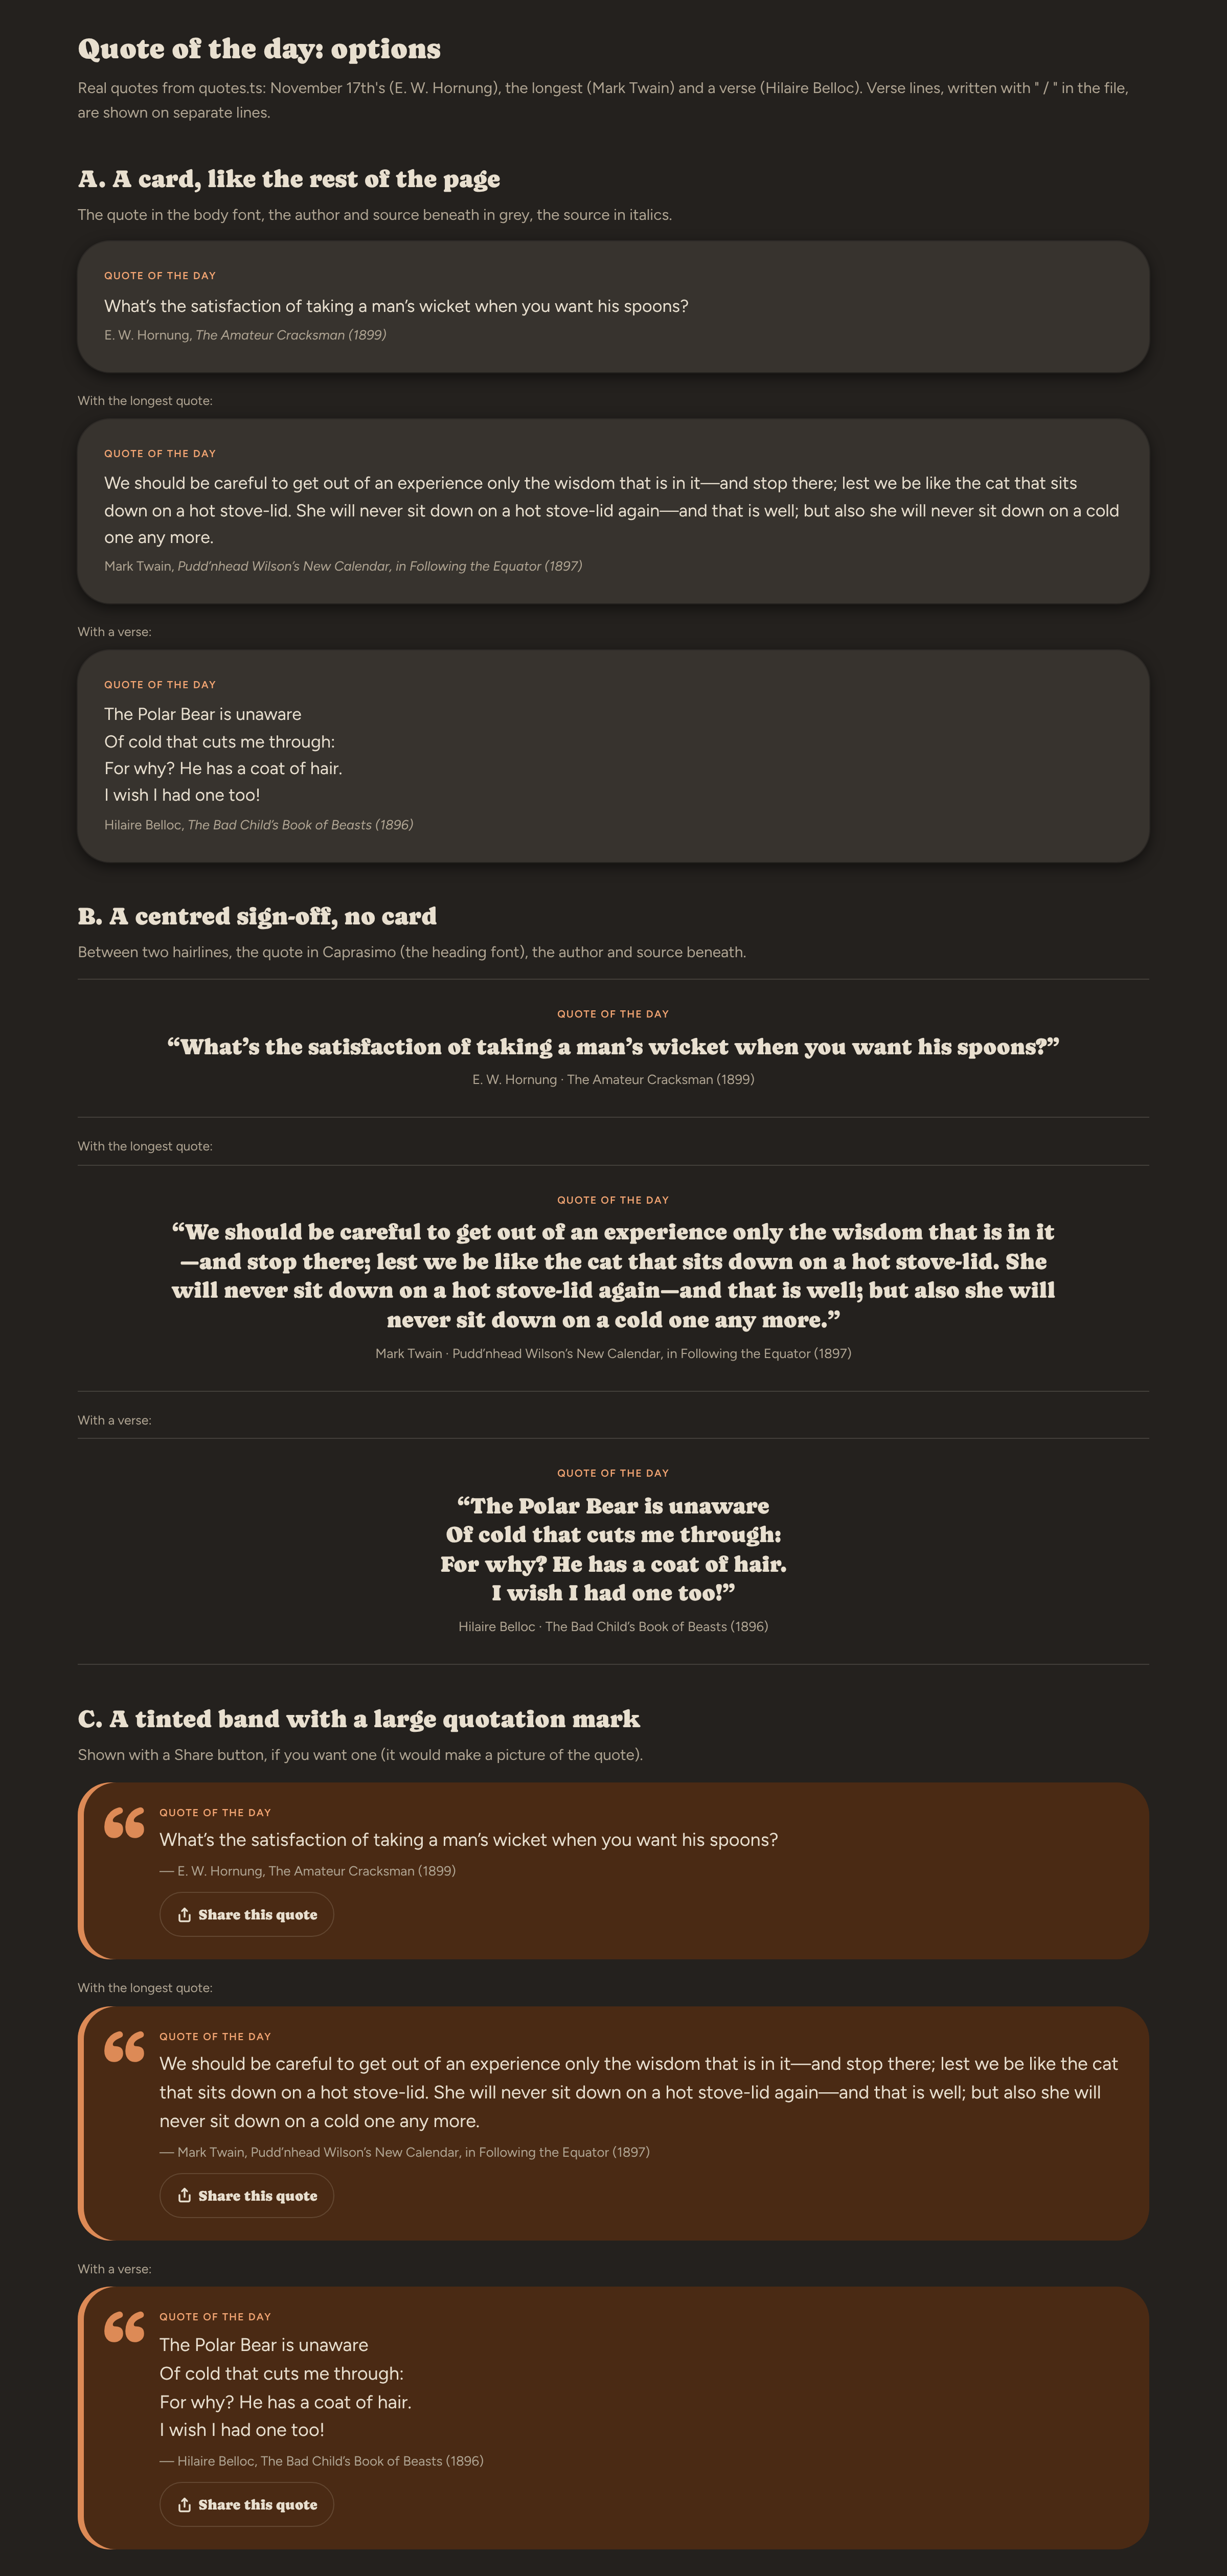 Quote of the day: options
Real quotes from quotes.ts: November 17th's (E. W. Hornung), the longest (Mark Twain) and a verse (Hilaire Belloc). Verse lines, written with " / " in the file,
are shown on separate lines.
A. A card, like the rest of the page
The quote in the body font, the author and source beneath in grey, the source in italics.
QUOTE OF THE DAY
What’s the satisfaction of taking a man’s wicket when you want his spoons?
E. W. Hornung, The Amateur Cracksman (1899)
With the longest quote:
QUOTE OF THE DAY
We should be careful to get out of an experience only the wisdom that is in it—and stop there; lest we be like the cat that sits
down on a hot stove-lid. She will never sit down on a hot stove-lid again—and that is well; but also she will never sit down on a cold
one any more.
Mark Twain, Pudd’nhead Wilson’s New Calendar, in Following the Equator (1897)
With a verse:
QUOTE OF THE DAY
The Polar Bear is unaware
Of cold that cuts me through:
For why? He has a coat of hair.
I wish I had one too!
Hilaire Belloc, The Bad Child’s Book of Beasts (1896)
B. A centred sign-off, no card
Between two hairlines, the quote in Caprasimo (the heading font), the author and source beneath.
QUOTE OF THE DAY
“What’s the satisfaction of taking a man’s wicket when you want his spoons?”
E. W. Hornung · The Amateur Cracksman (1899)
With the longest quote:
QUOTE OF THE DAY
“We should be careful to get out of an experience only the wisdom that is in it
—and stop there; lest we be like the cat that sits down on a hot stove-lid. She
will never sit down on a hot stove-lid again—and that is well; but also she will
never sit down on a cold one any more.”
Mark Twain · Pudd’nhead Wilson’s New Calendar, in Following the Equator (1897)
With a verse:
QUOTE OF THE DAY
“The Polar Bear is unaware
Of cold that cuts me through:
For why? He has a coat of hair.
I wish I had one too!”
Hilaire Belloc · The Bad Child’s Book of Beasts (1896)
C. A tinted band with a large quotation mark
Shown with a Share button, if you want one (it would make a picture of the quote).
“
QUOTE OF THE DAY
What’s the satisfaction of taking a man’s wicket when you want his spoons?
— E. W. Hornung, The Amateur Cracksman (1899)
Share this quote
With the longest quote:
“
QUOTE OF THE DAY
We should be careful to get out of an experience only the wisdom that is in it—and stop there; lest we be like the cat
that sits down on a hot stove-lid. She will never sit down on a hot stove-lid again—and that is well; but also she will
never sit down on a cold one any more.
— Mark Twain, Pudd’nhead Wilson’s New Calendar, in Following the Equator (1897)
Share this quote
With a verse:
“
QUOTE OF THE DAY
The Polar Bear is unaware
Of cold that cuts me through:
For why? He has a coat of hair.
I wish I had one too!
— Hilaire Belloc, The Bad Child’s Book of Beasts (1896)
Share this quote